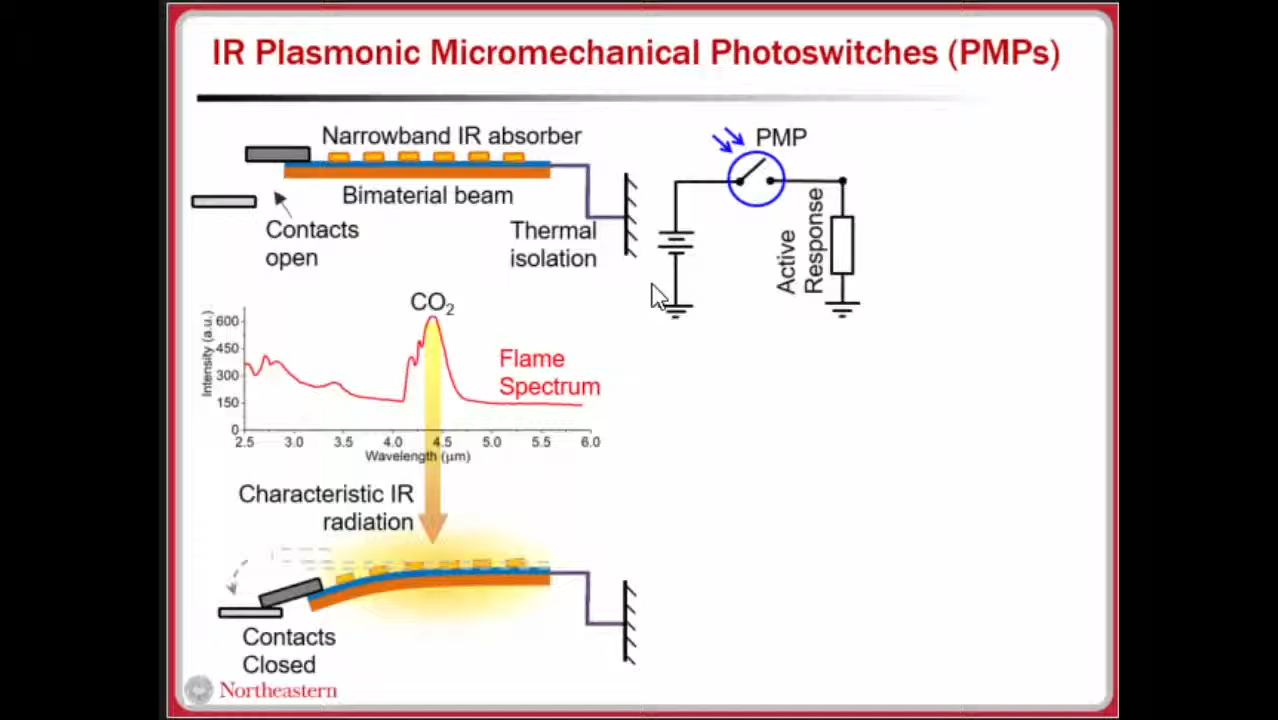 IR Plasmonic Micromechanical Photoswitches (PMPs)
Narrowband IR absorber
Bimaterial beam
Contacts
open
Thermal
isolation
PMP
Active
Response
CO₂
Flame
Spectrum
Intensity (a.u.)
600
450
300
150
0
2.5 3.0 3.5 4.0 4.5 5.0 5.5 6.0
Wavelength (μm)
Characteristic IR
radiation
Contacts
Closed
Northeastern